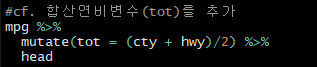 #cf. 합산연비변수(tot)를 추가
mpg %>%
  mutate(tot = (cty + hwy)/2) %>%
  head